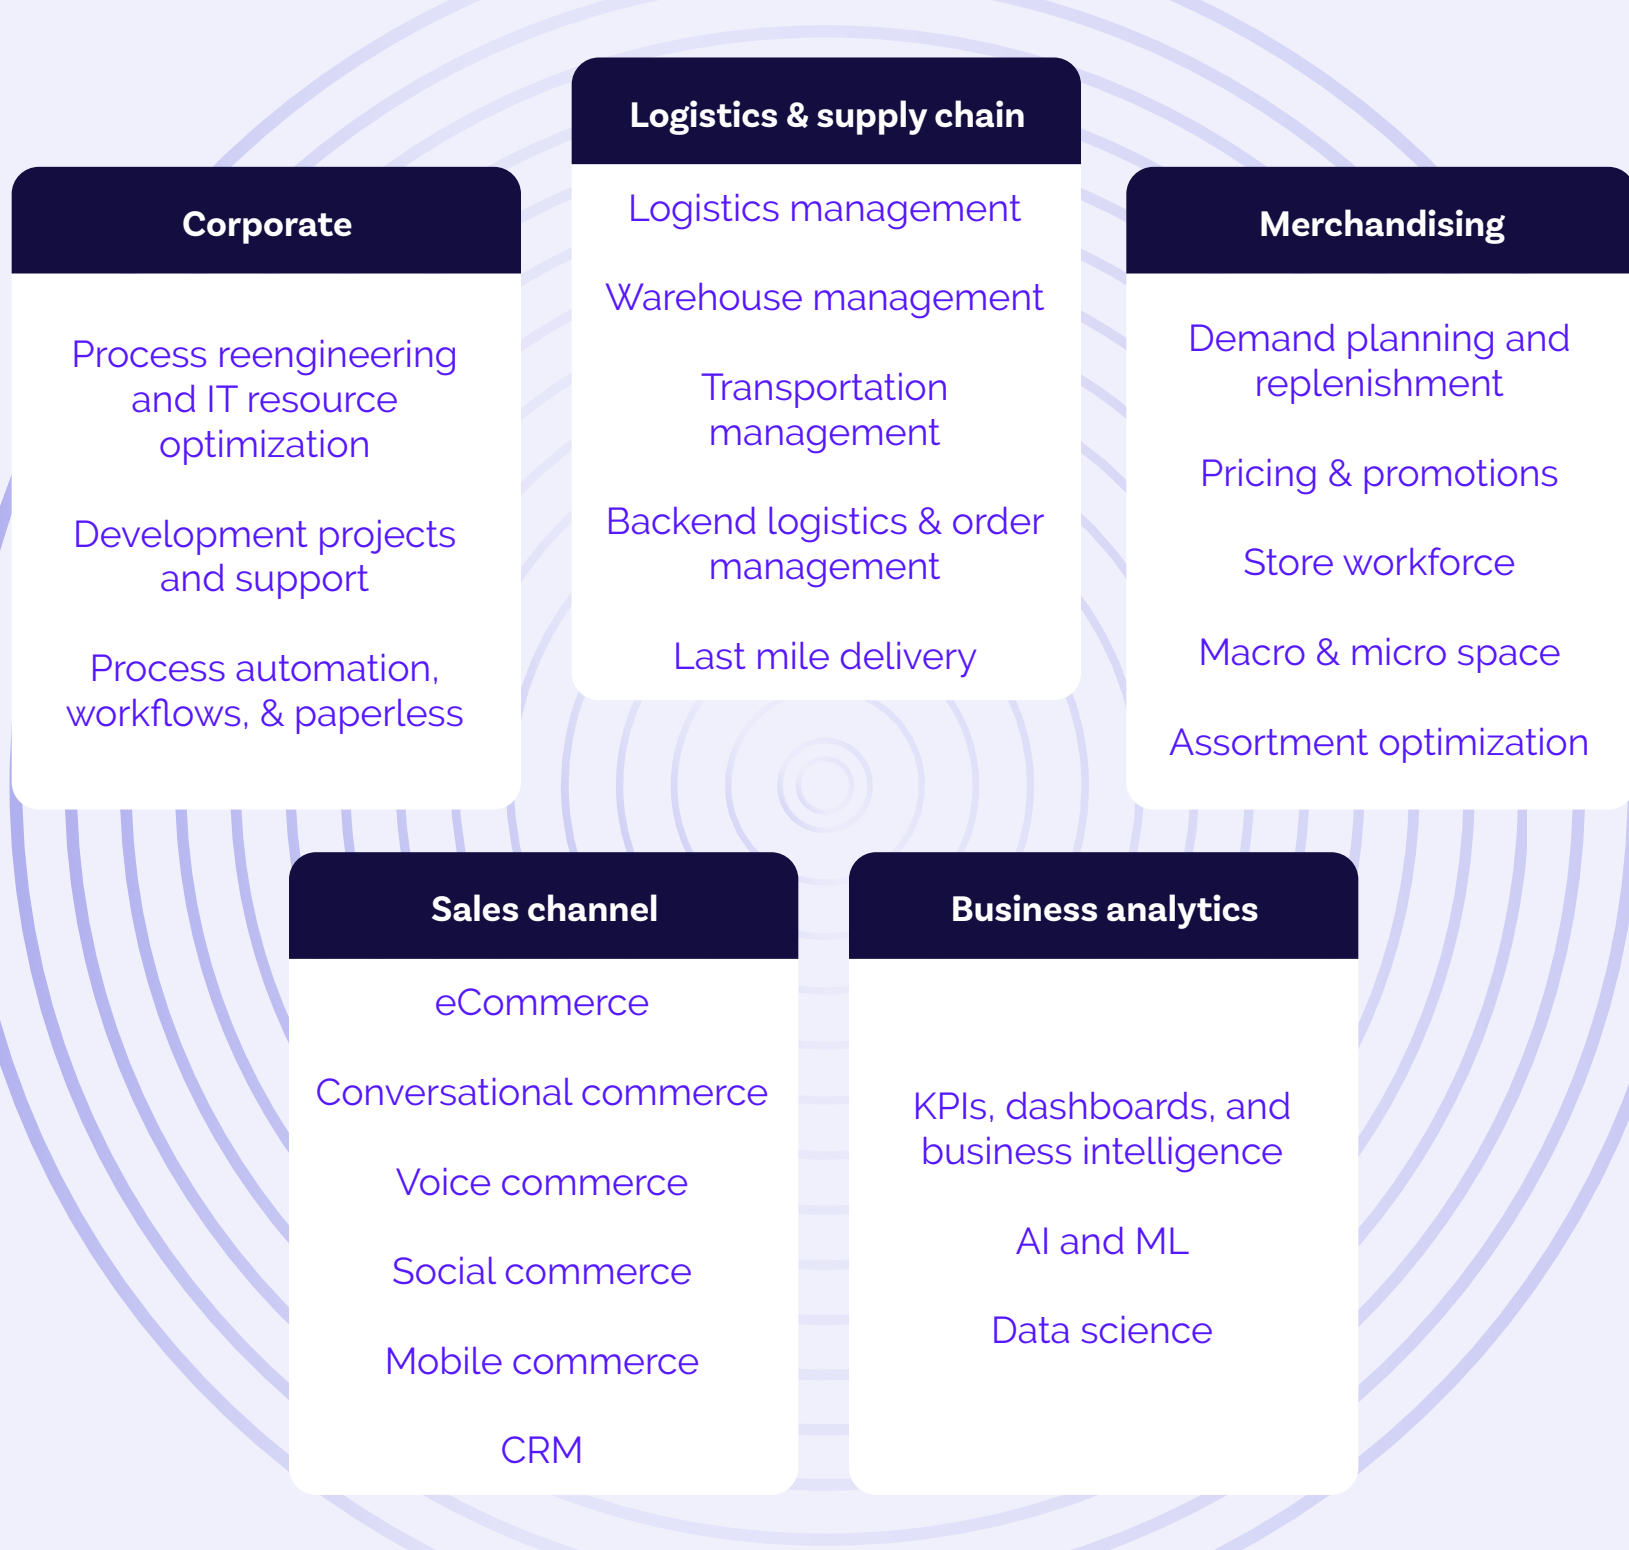 Corporate
Process reengineering
and IT resource
optimization
Development projects
and support
Process automation,
workflows, & paperless
Logistics & supply chain
Logistics management
Warehouse management
Transportation
management
Backend logistics & order
management
Last mile delivery
Merchandising
Demand planning and
replenishment
Pricing & promotions
Store workforce
Macro & micro space
Assortment optimization
Sales channel
eCommerce
Conversational commerce
Voice commerce
Social commerce
Mobile commerce
CRM
Business analytics
KPIs, dashboards, and
business intelligence
AI and ML
Data science